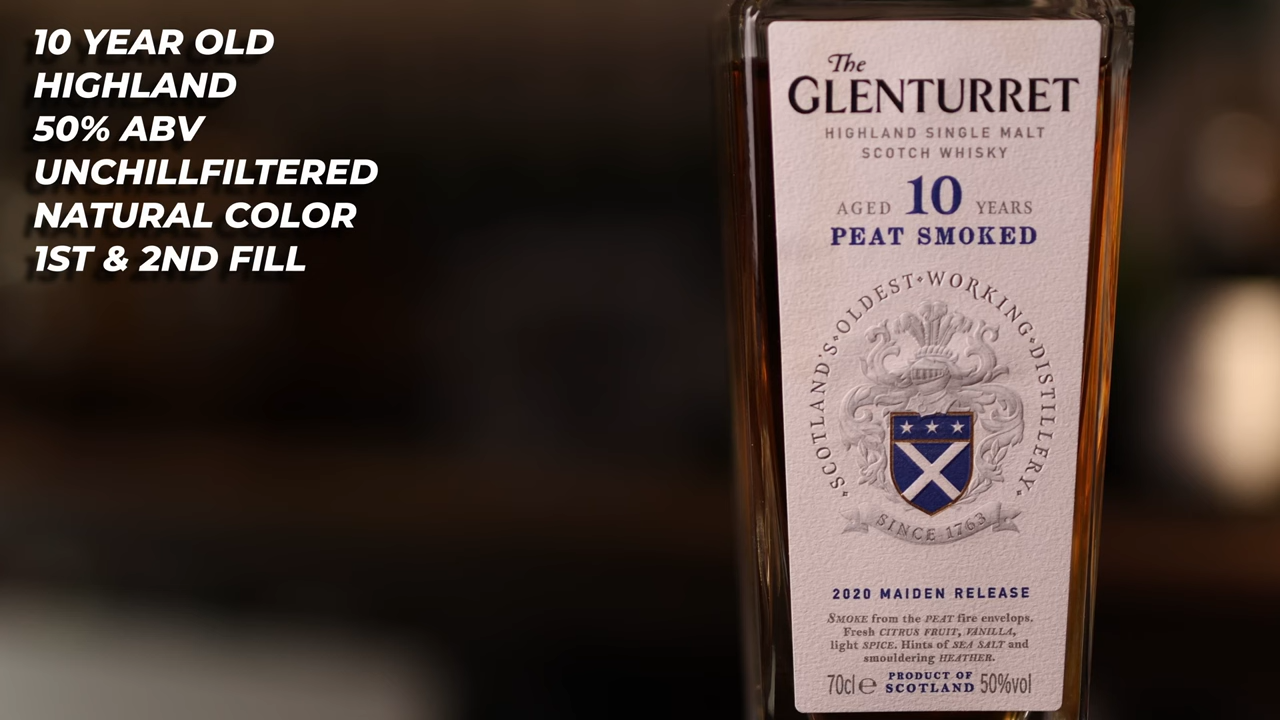 10 YEAR OLD
HIGHLAND
50% ABV
UNCHILLFILTERED
NATURAL COLOR
1ST & 2ND FILL
The
GLENTURRET
HIGHLAND SINGLE MALT
SCOTCH WHISKY
AGED 10 YEARS
PEAT SMOKED
SCOTLAND'S OLDEST WORKING DISTILLERY
SINCE 1763
2020 MAIDEN RELEASE
SMOKE from the PEAT fire envelops.
Fresh CITRUS FRUIT, VANILLA,
light SPICE. Hints of SEA SALT and
smouldering HEATHER.
70cl e PRODUCT OF SCOTLAND 50%vol